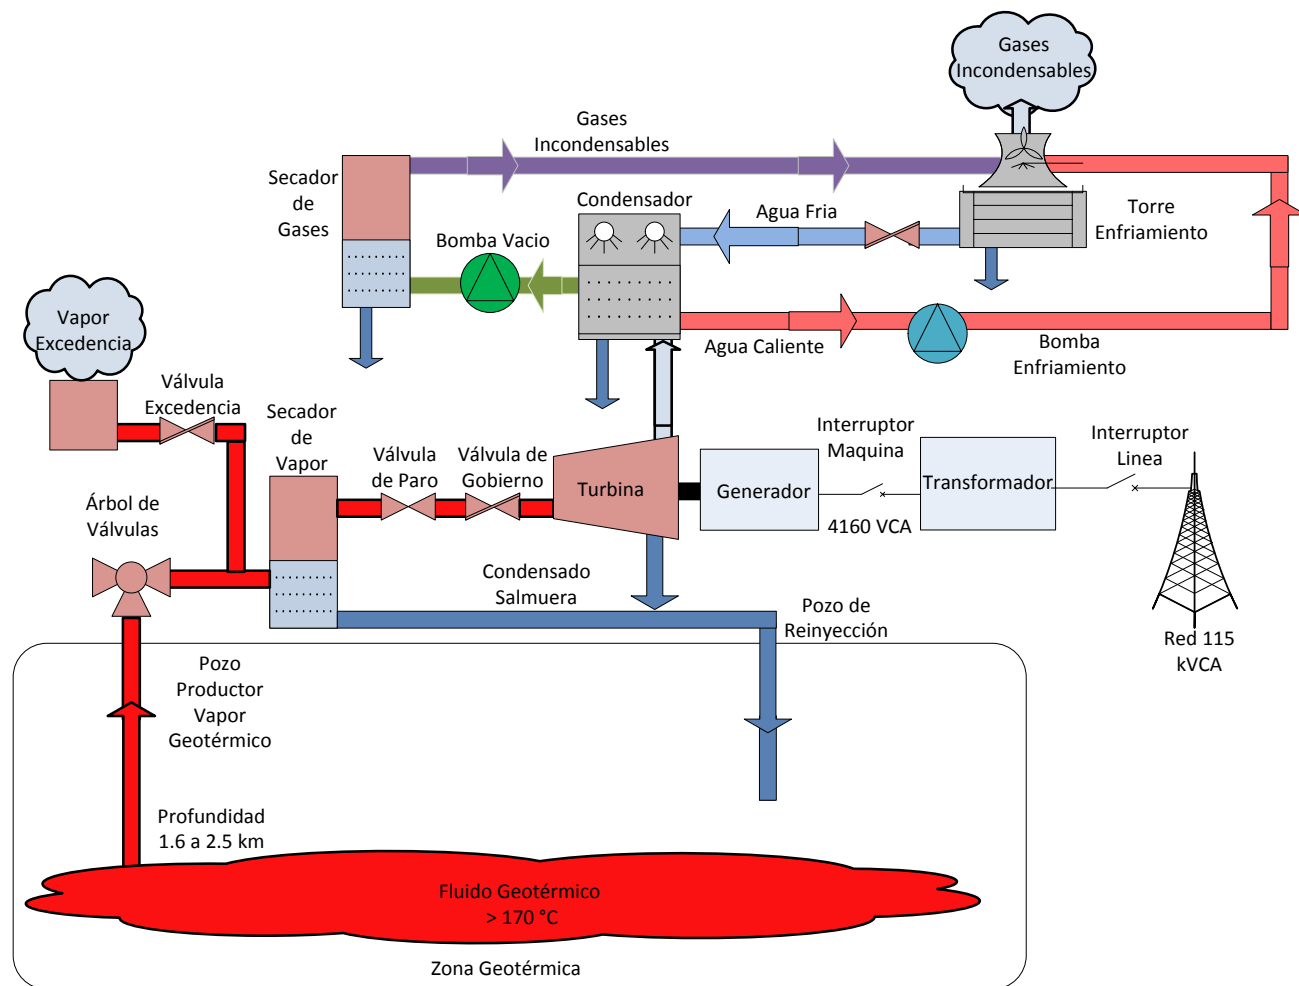 Gases
Incondensables
Gases
Incondensables
Secador
de
Gases
Condensador
Agua Fria
Torre
Enfriamiento
Bomba Vacio
Vapor
Excedencia
Agua Caliente
Bomba
Enfriamiento
Válvula
Excedencia
Secador
de
Vapor
Válvula
de Paro
Válvula de
Gobierno
Turbina
Generador
Interruptor
Maquina
4160 VCA
Transformador
Interruptor
Linea
Árbol de
Válvulas
Condensado
Salmuera
Pozo de
Reinyección
Red 115
kVCA
Pozo
Productor
Vapor
Geotérmico
Profundidad
1.6 a 2.5 km
Fluido Geotérmico
> 170 °C
Zona Geotérmica